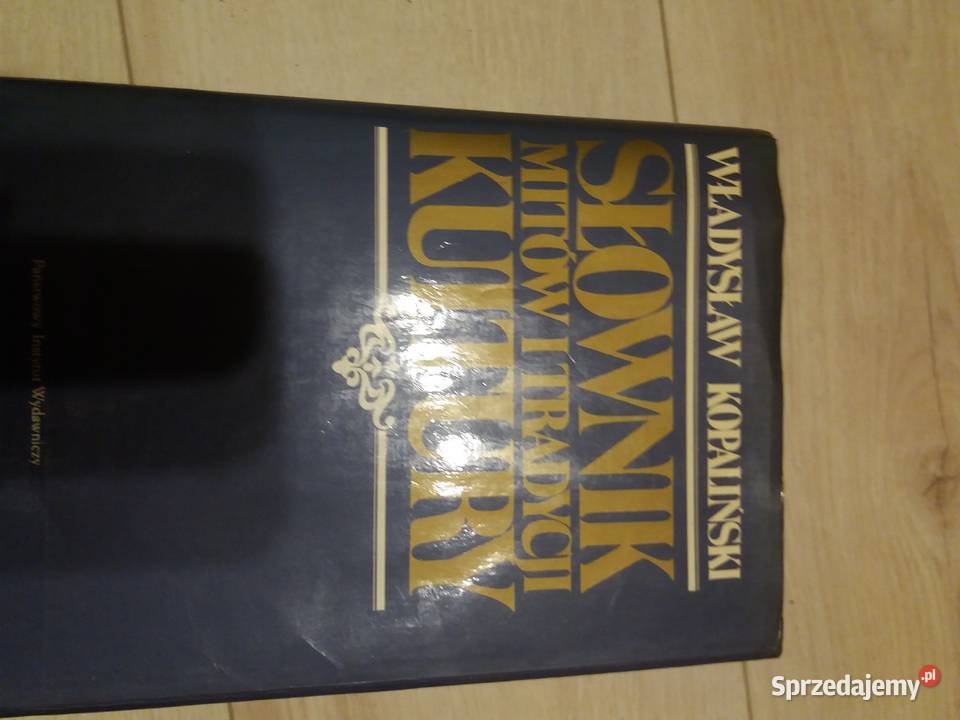 WŁADYSŁAW KOPALIŃSKI
SŁOWNIK
MITÓW I TRADYCJI
KULTURY
Państwowy Instytut Wydawniczy
Sprzedajemy.pl